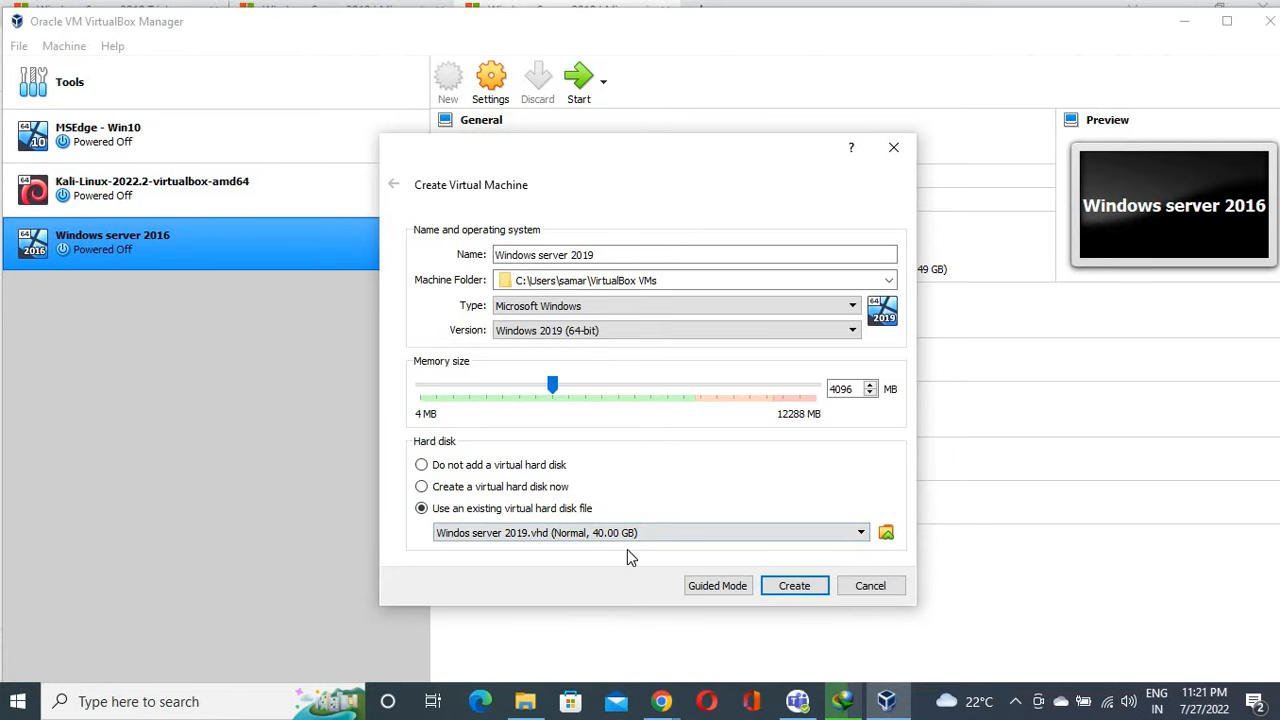 Oracle VM VirtualBox Manager
File Machine Help
Tools
New Settings Discard Start
MSEdge - Win10
Powered Off
Kali-Linux-2022.2-virtualbox-amd64
Powered Off
Windows server 2016
Powered Off
64
10
64
64
2016
General
Preview
Windows server 2016
49 GB)
?
Create Virtual Machine
Name and operating system
Name: Windows server 2019
Machine Folder: C:\Users\samar\VirtualBox VMs
Type: Microsoft Windows
64
2019
Version: Windows 2019 (64-bit)
Memory size
4096 MB
4 MB 12288 MB
Hard disk
Do not add a virtual hard disk
Create a virtual hard disk now
Use an existing virtual hard disk file
Windos server 2019.vhd (Normal, 40.00 GB)
Guided Mode Create Cancel
Type here to search
22°C
ENG
IN
11:21 PM
7/27/2022
2